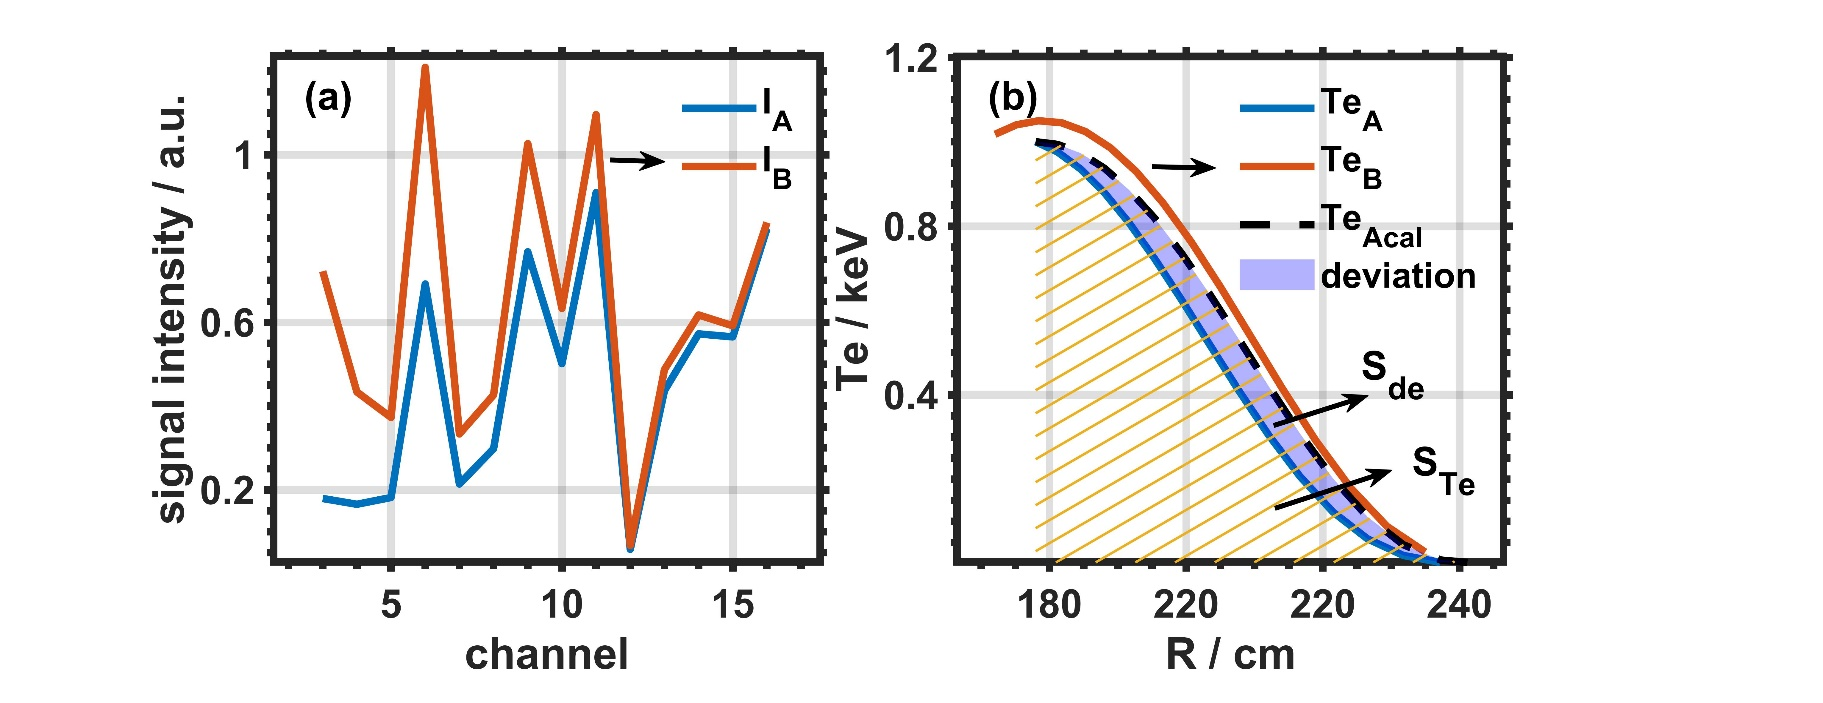 (a)
I_A
I_B
1
0.6
0.2
5
10
15
channel
signal intensity / a.u.
(b)
Te_A
Te_B
Te_Acal
deviation
S_de
S_Te
1.2
0.8
0.4
180
220
220
240
R / cm
Te / keV